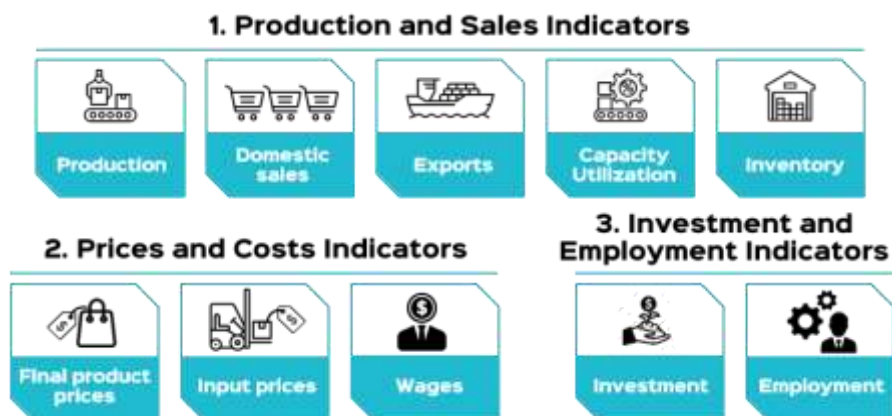 1. Production and Sales Indicators
Production
Domestic
sales
Exports
Capacity
Utilization
Inventory
2. Prices and Costs Indicators
$
Final product
prices
$
Input prices
$
Wages
3. Investment and
Employment Indicators
$
Investment
Employment